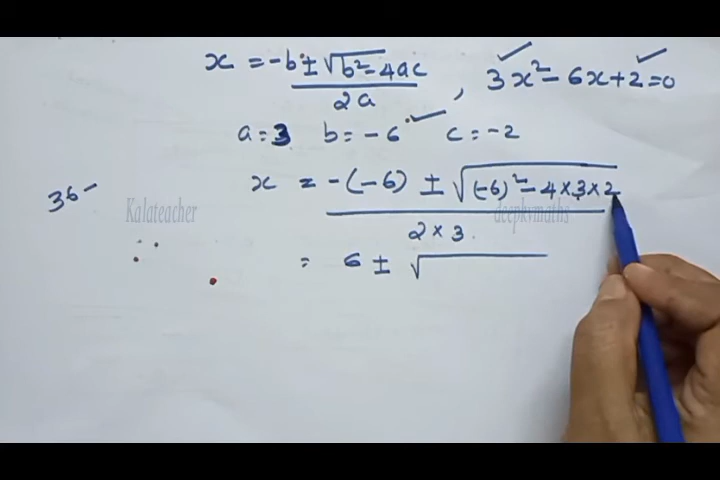 x = -b ± √b² - 4ac / 2a , 3x² - 6x + 2 = 0
a = 3 b = -6 c = -2
x = -(-6) ± √(-6)² - 4 × 3 × 2 / 2 × 3
36 -
Kalateacher deepkvmaths
= 6 ± √